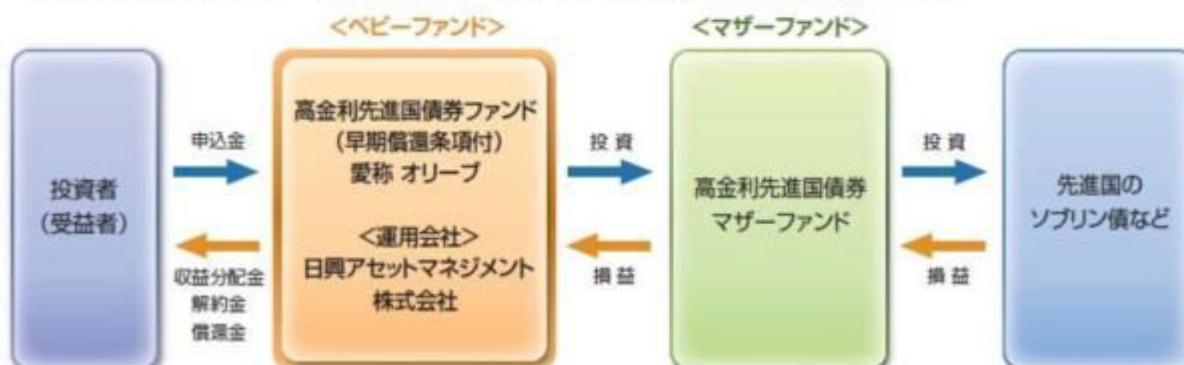 <ベビーファンド>
<マザーファンド>
投資者
(受益者)
申込金
収益分配金
解約金
償還金
高金利先進国債券ファンド
(早期償還条項付)
愛称 オリーブ
<運用会社>
日興アセットマネジメント
株式会社
投 資
損 益
高金利先進国債券
マザーファンド
投 資
損 益
先進国の
ソブリン債など